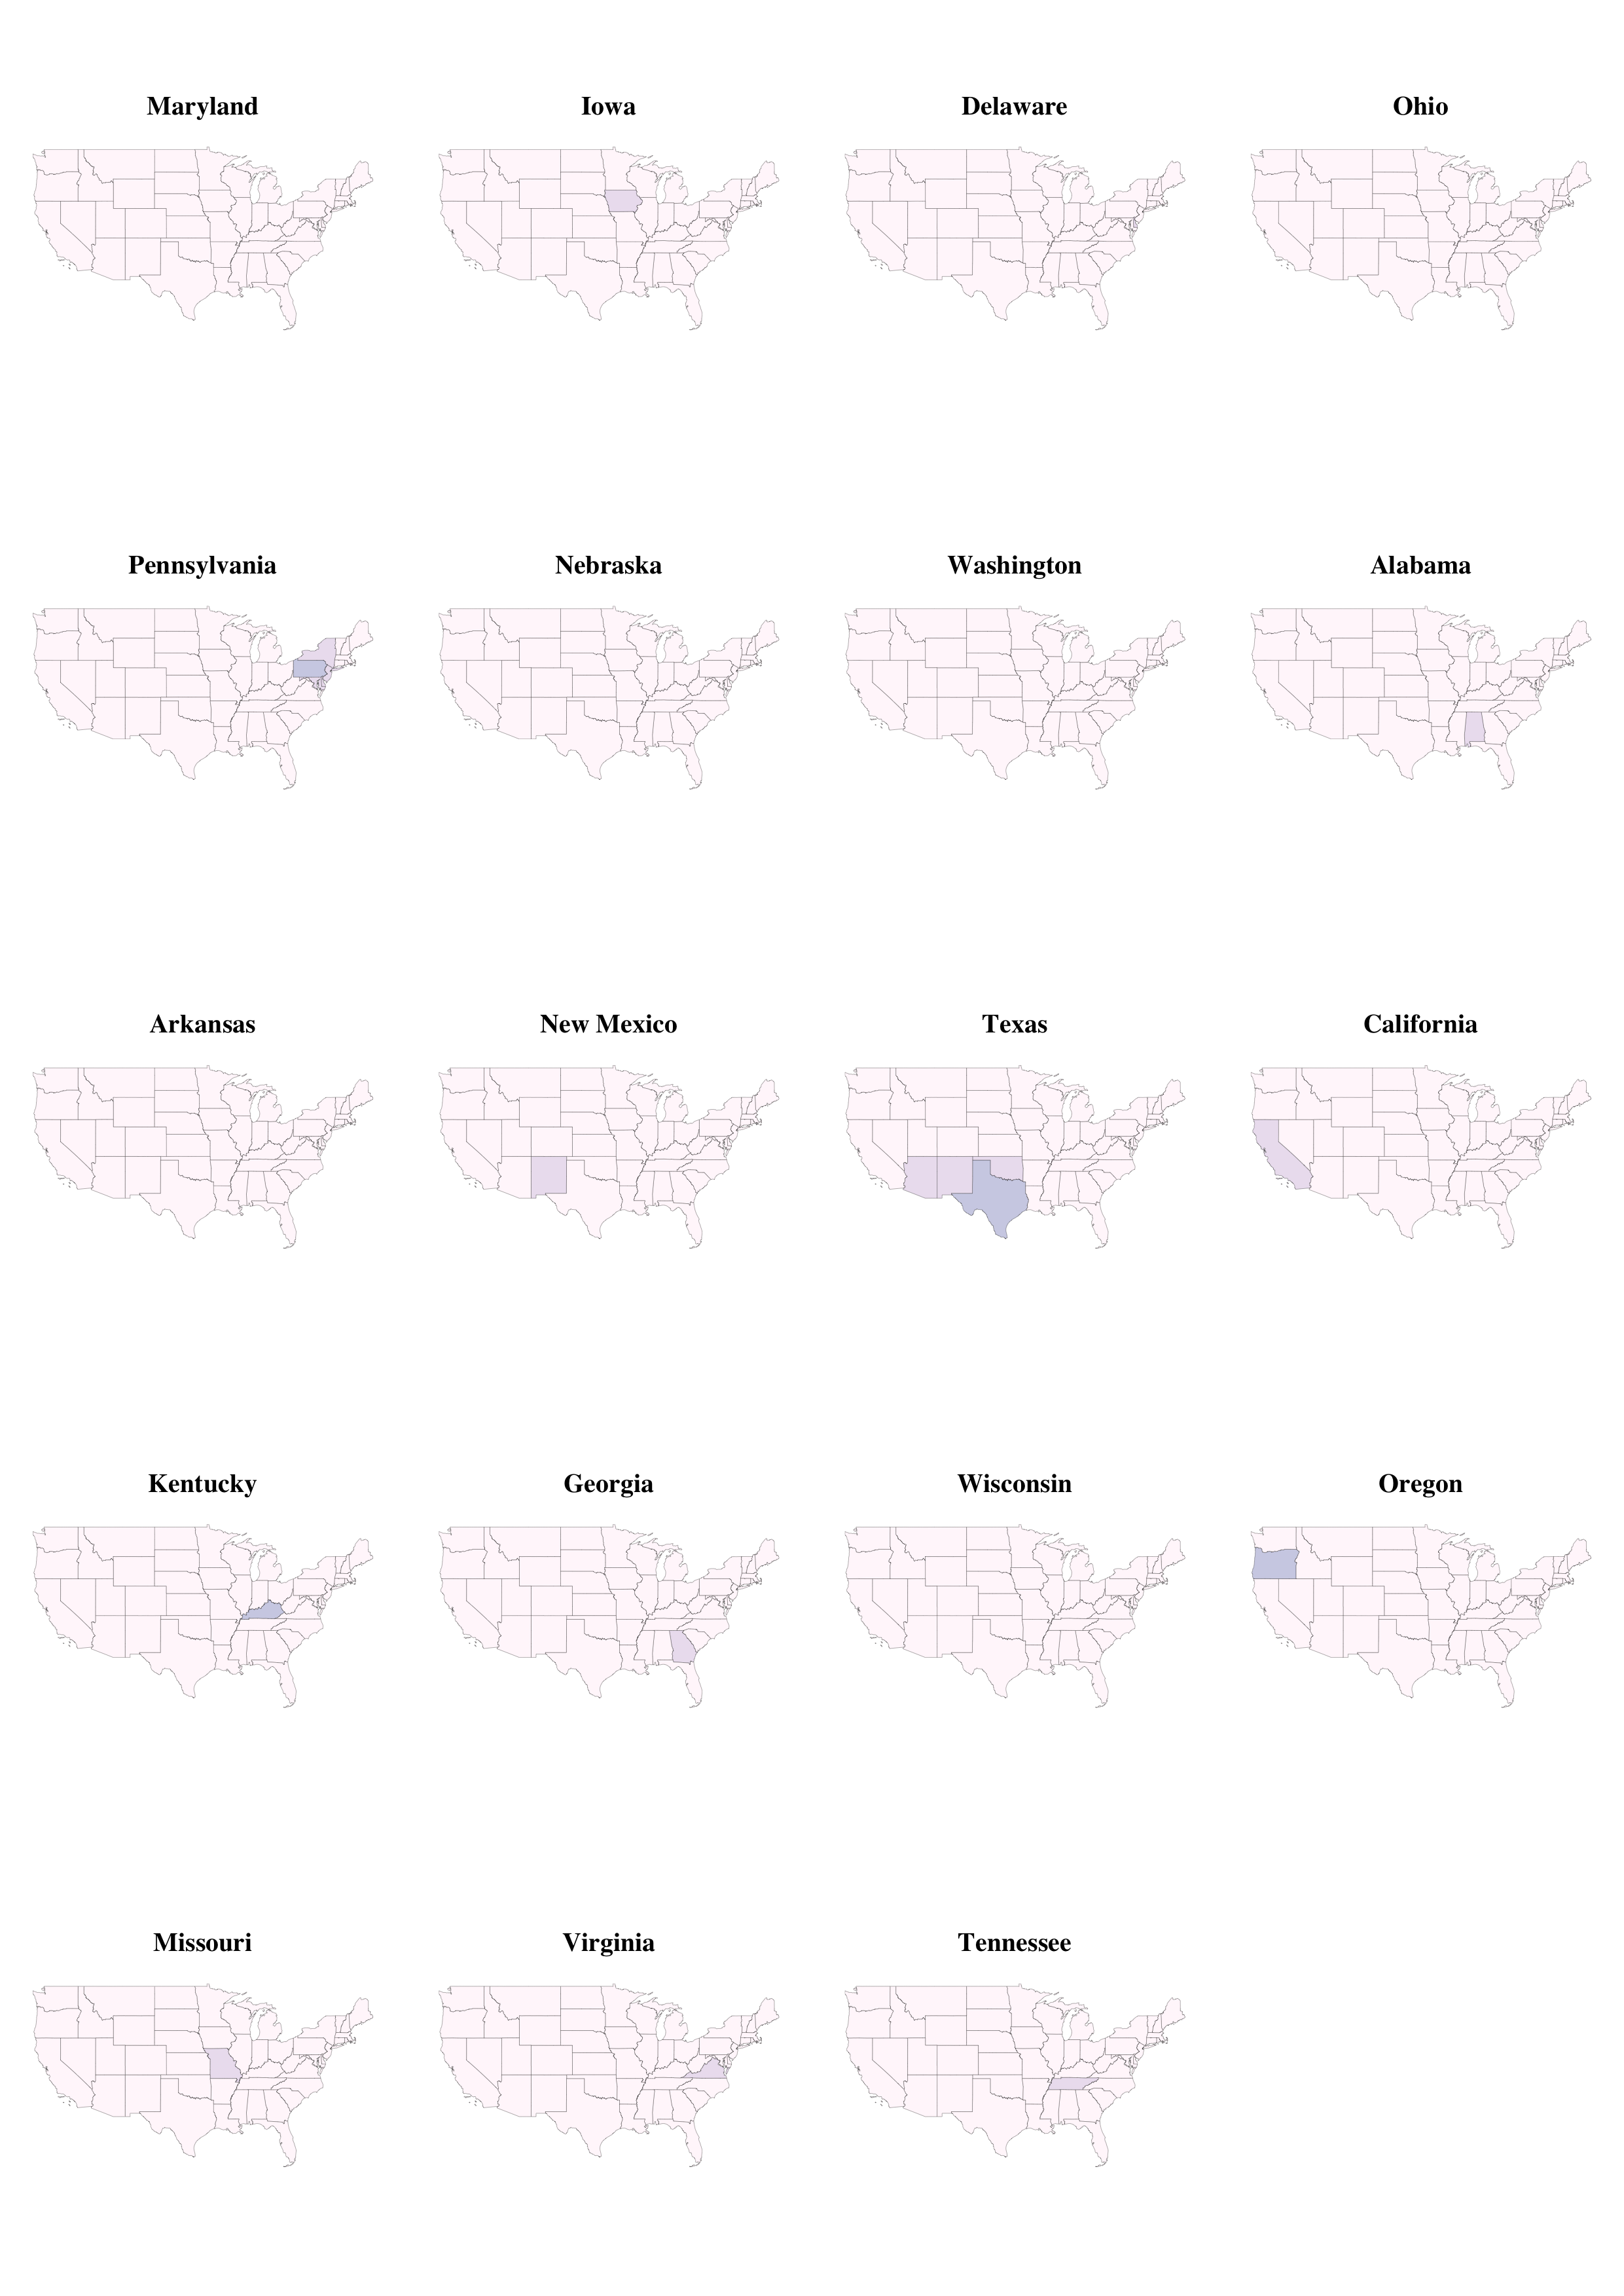 Maryland
Iowa
Delaware
Ohio
Pennsylvania
Nebraska
Washington
Alabama
Arkansas
New Mexico
Texas
California
Kentucky
Georgia
Wisconsin
Oregon
Missouri
Virginia
Tennessee